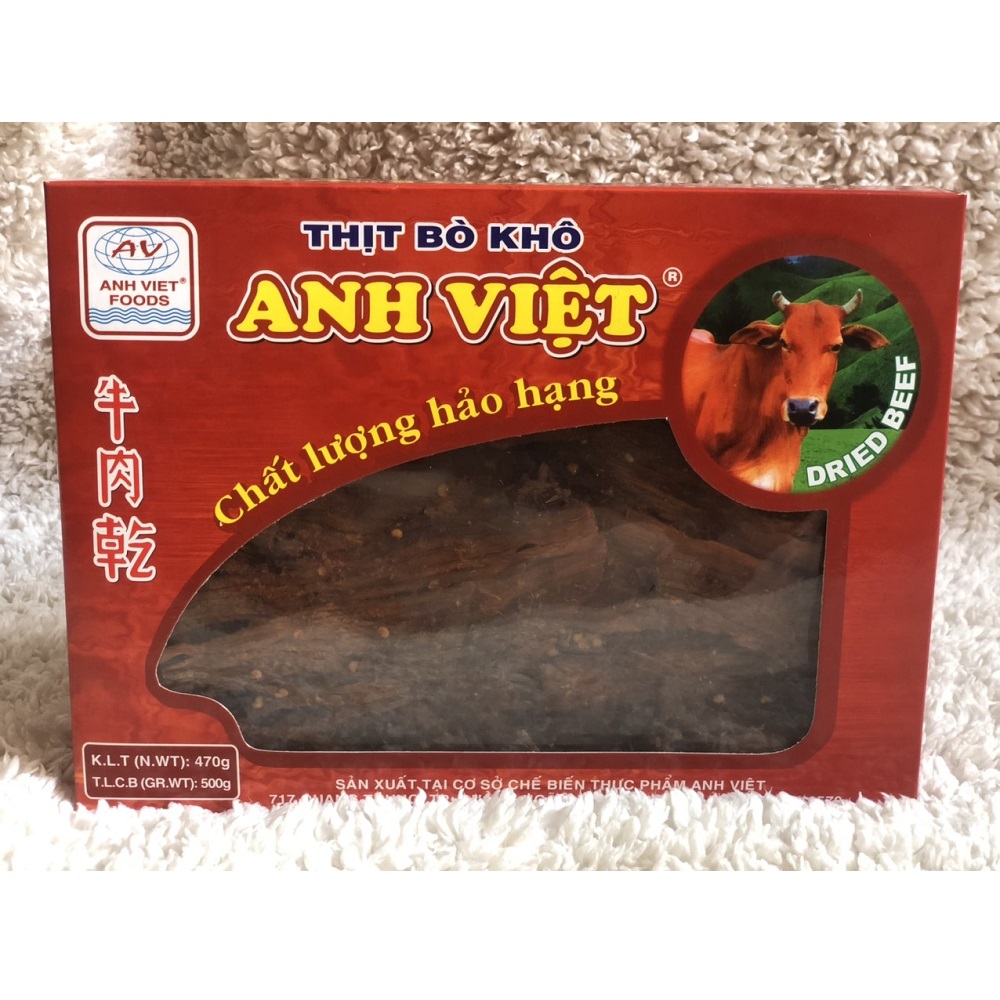 AV
ANH VIET®
FOODS
THỊT BÒ KHÔ
ANH VIỆT®
Chất lượng hảo hạng
DRIED BEEF
牛肉乾
K.L.T (N.WT): 470g
T.L.C.B (GR.WT): 500g
SẢN XUẤT TẠI CƠ SỞ CHẾ BIẾN THỰC PHẨM ANH VIỆT
717